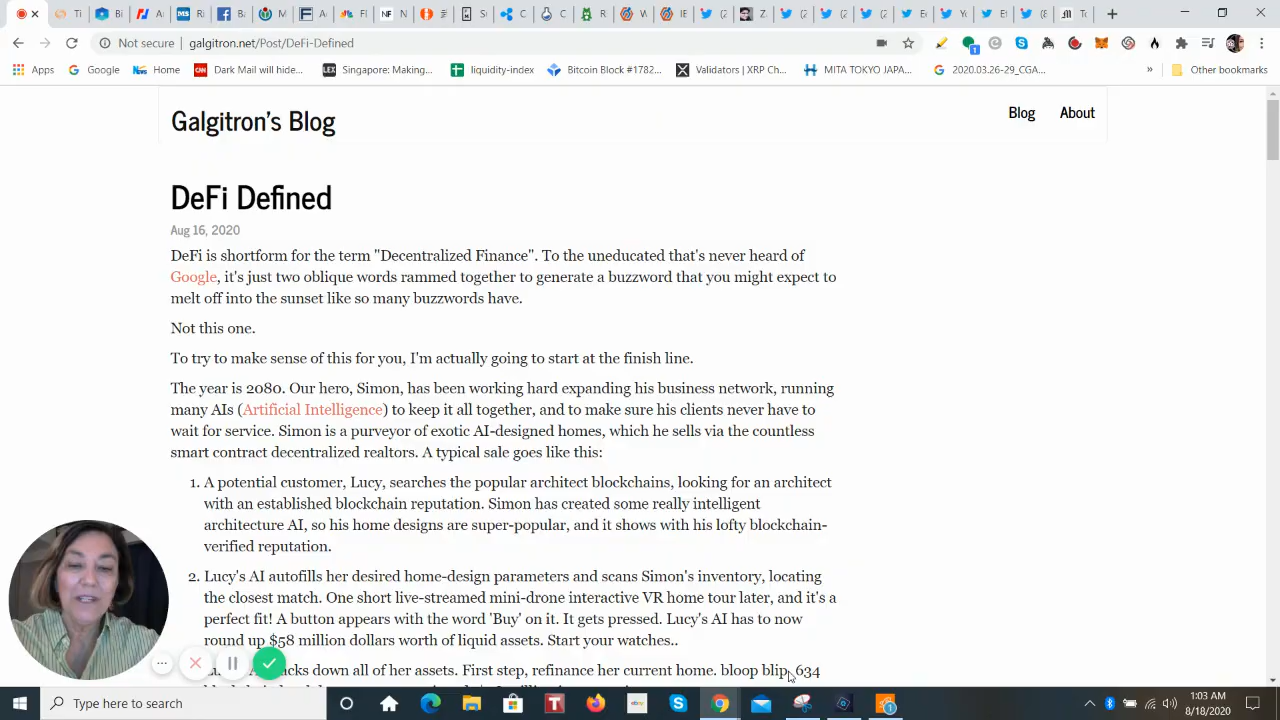 Not secure | galgitron.net/Post/DeFi-Defined
Apps Google Home Dark Mail will hide... Singapore: Making... liquidity-index Bitcoin Block #1782... Validators | XRP Ch... MITA TOKYO JAPA... 2020.03.26-29_CGA... » Other bookmarks
Galgitron's Blog
Blog About
DeFi Defined
Aug 16, 2020
DeFi is shortform for the term "Decentralized Finance". To the uneducated that's never heard of
Google, it's just two oblique words rammed together to generate a buzzword that you might expect to
melt off into the sunset like so many buzzwords have.
Not this one.
To try to make sense of this for you, I'm actually going to start at the finish line.
The year is 2080. Our hero, Simon, has been working hard expanding his business network, running
many AIs (Artificial Intelligence) to keep it all together, and to make sure his clients never have to
wait for service. Simon is a purveyor of exotic AI-designed homes, which he sells via the countless
smart contract decentralized realtors. A typical sale goes like this:
1. A potential customer, Lucy, searches the popular architect blockchains, looking for an architect
with an established blockchain reputation. Simon has created some really intelligent
architecture AI, so his home designs are super-popular, and it shows with his lofty blockchain-
verified reputation.
2. Lucy's AI autofills her desired home-design parameters and scans Simon's inventory, locating
the closest match. One short live-streamed mini-drone interactive VR home tour later, and it's a
perfect fit! A button appears with the word 'Buy' on it. It gets pressed. Lucy's AI has to now
round up $58 million dollars worth of liquid assets. Start your watches..
down all of her assets. First step, refinance her current home. bloop blip 634
Type here to search
1:03 AM
8/18/2020